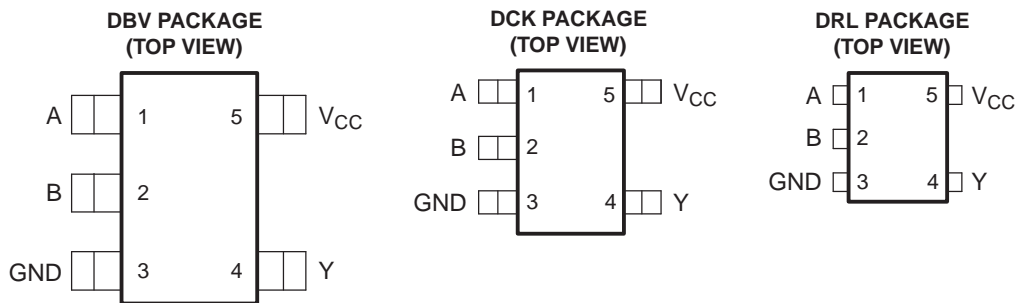 DBV PACKAGE
(TOP VIEW)
A 1 5 VCC
B 2
GND 3 4 Y
DCK PACKAGE
(TOP VIEW)
A 1 5 VCC
B 2
GND 3 4 Y
DRL PACKAGE
(TOP VIEW)
A 1 5 VCC
B 2
GND 3 4 Y